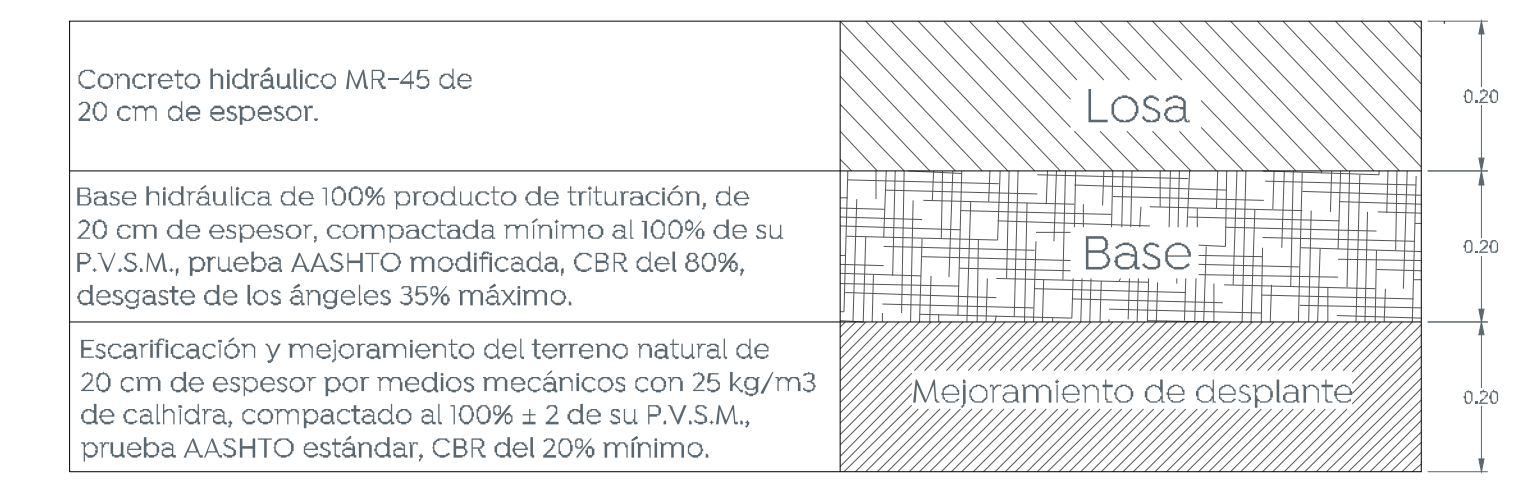 Concreto hidráulico MR-45 de
20 cm de espesor.
Losa
0.20
Base hidráulica de 100% producto de trituración, de
20 cm de espesor, compactada mínimo al 100% de su
P.V.S.M., prueba AASHTO modificada, CBR del 80%,
desgaste de los ángeles 35% máximo.
Base
0.20
Escarificación y mejoramiento del terreno natural de
20 cm de espesor por medios mecánicos con 25 kg/m3
de calhidra, compactado al 100% ± 2 de su P.V.S.M.,
prueba AASHTO estándar, CBR del 20% mínimo.
Mejoramiento de desplante
0.20